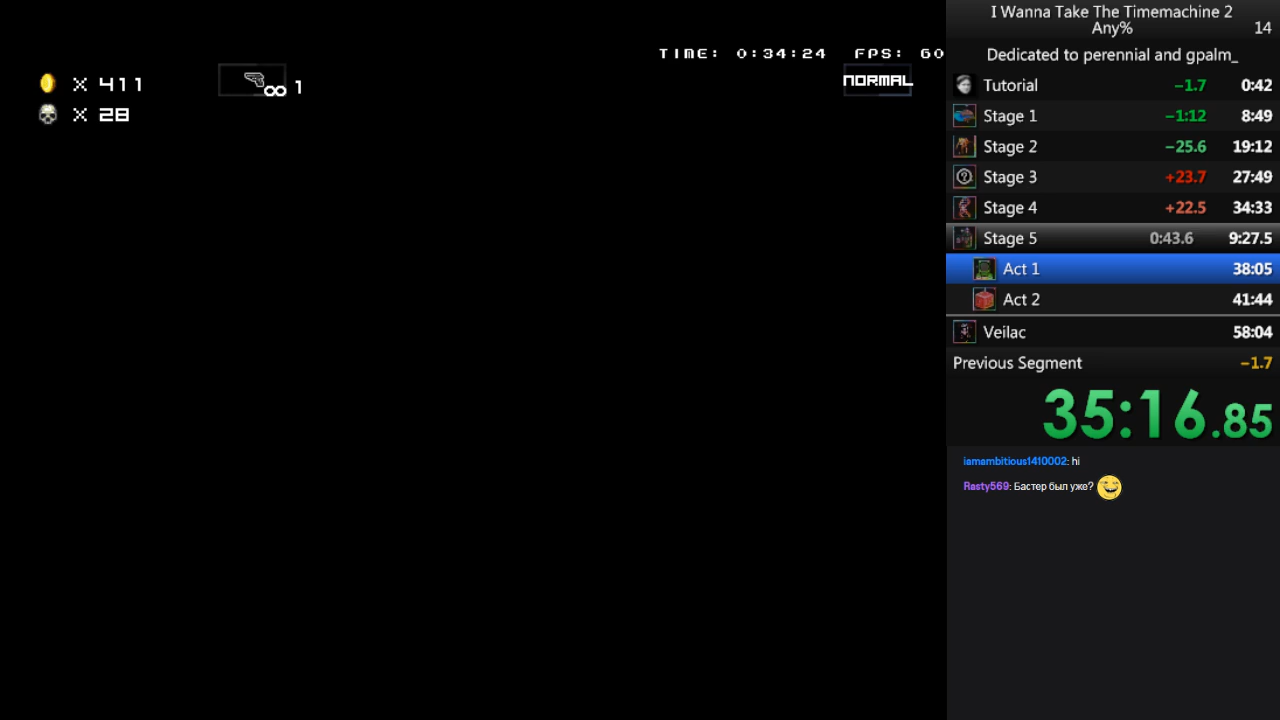 I Wanna Take The Timemachine 2
Any% 14
Dedicated to perennial and gpalm_
TIME: 0:34:24 FPS: 60
X 411
∞ 1
NORMAL
X 28
Tutorial -1.7 0:42
Stage 1 -1:12 8:49
Stage 2 -25.6 19:12
Stage 3 +23.7 27:49
Stage 4 +22.5 34:33
Stage 5 0:43.6 9:27.5
Act 1 38:05
Act 2 41:44
Veilac 58:04
Previous Segment -1.7
35:16.85
iamambitious1410002: hi
Rasty569: Бастер был уже?